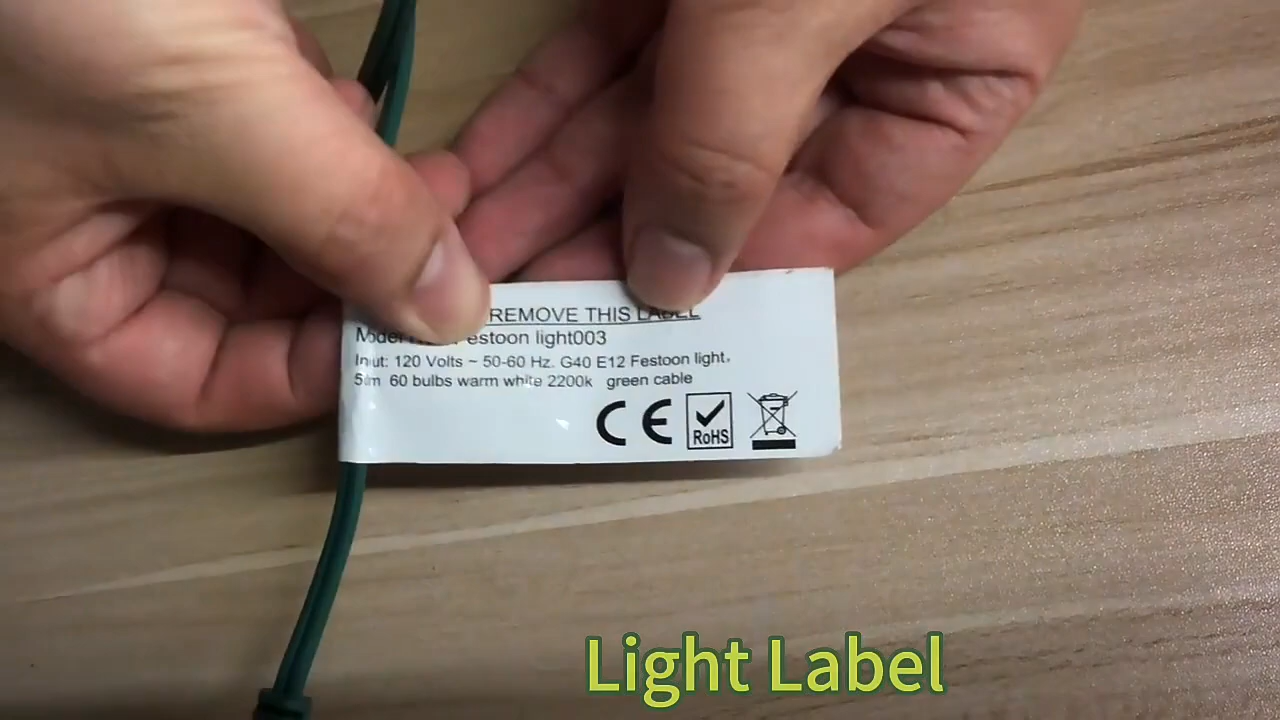 REMOVE THIS LABEL
Model estoon light003
Input: 120 Volts ~ 50-60 Hz. G40 E12 Festoon light,
60 bulbs warm white 2200k green cable
CE
RoHS
Light Label